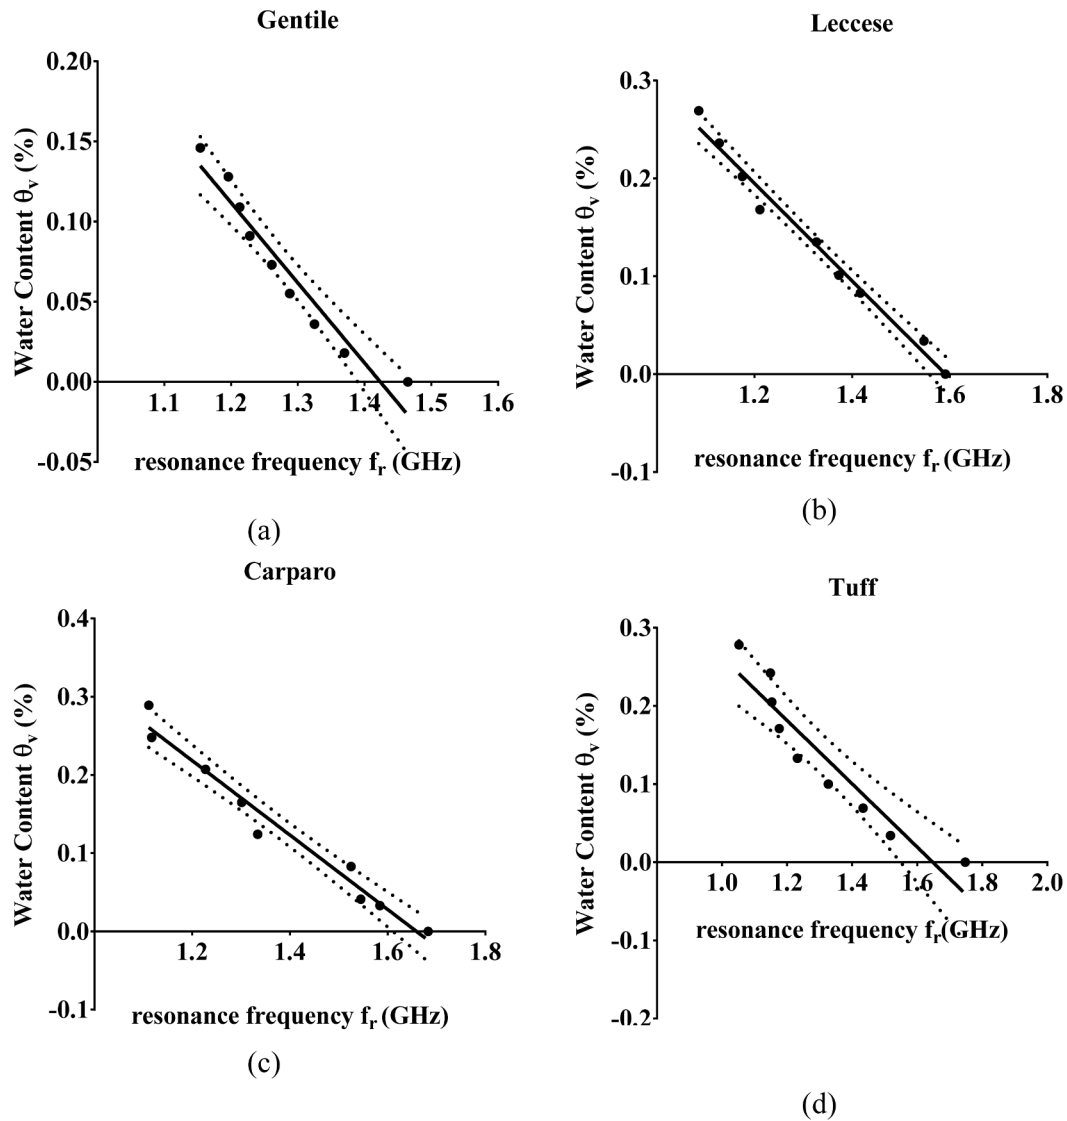 Gentile
0.20
0.15
0.10
0.05
0.00
-0.05
1.1 1.2 1.3 1.4 1.5 1.6
Water Content θv (%)
resonance frequency fr (GHz)
(a)
Leccese
0.3
0.2
0.1
0.0
-0.1
1.2 1.4 1.6 1.8
Water Content θv (%)
resonance frequency fr (GHz)
(b)
Carparo
0.4
0.3
0.2
0.1
0.0
-0.1
1.2 1.4 1.6 1.8
Water Content θv (%)
resonance frequency fr (GHz)
(c)
Tuff
0.3
0.2
0.1
0.0
-0.1
-0.2
1.0 1.2 1.4 1.6 1.8 2.0
Water Content θv (%)
resonance frequency fr(GHz)
(d)